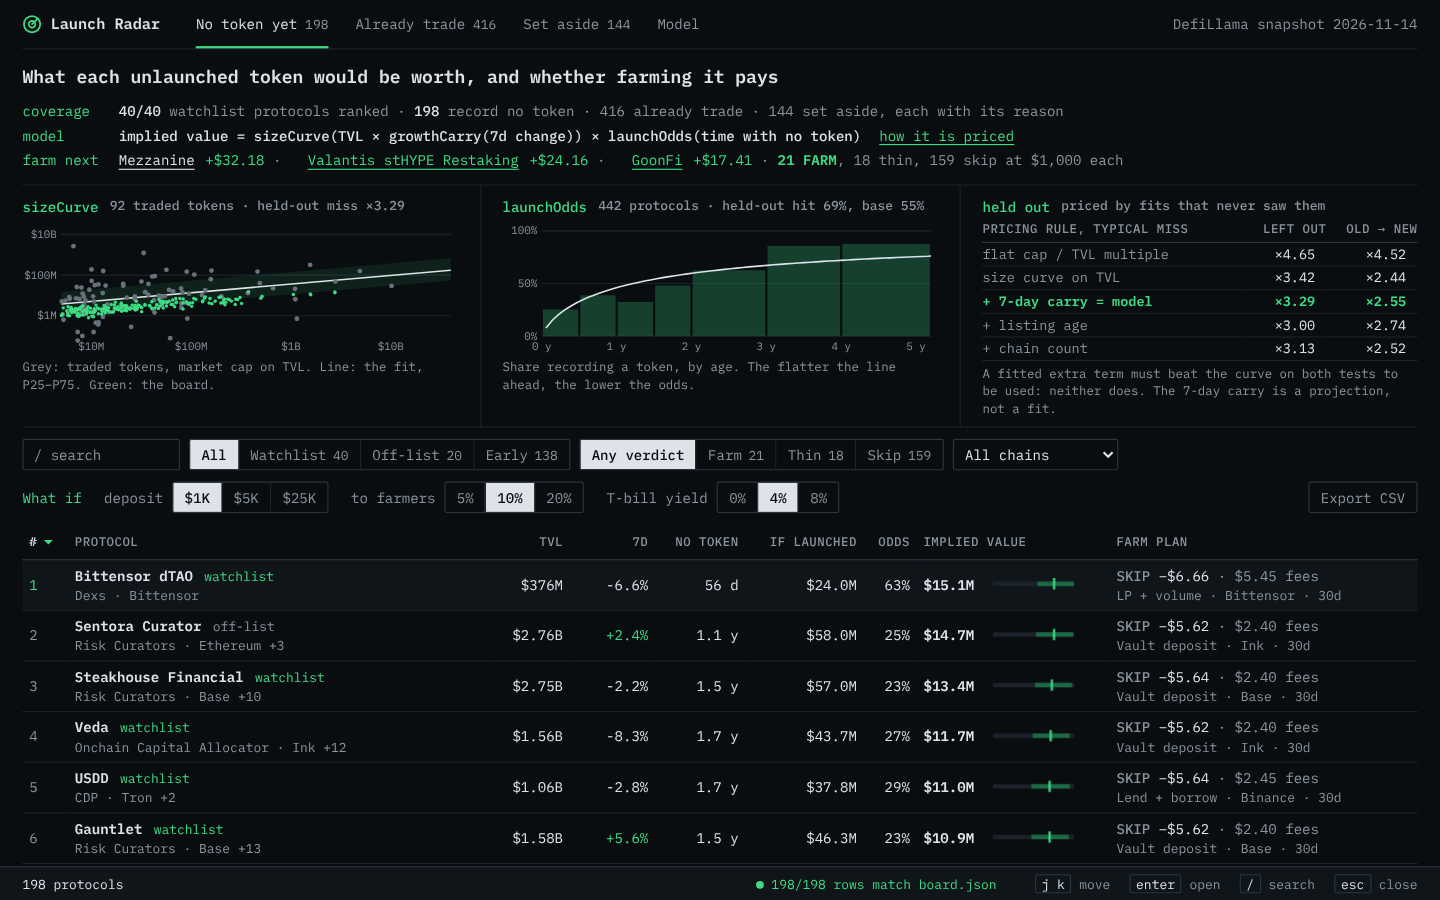 Launch Radar No token yet 198 Already trade 416 Set aside 144 Model DefiLlama snapshot 2026-11-14
What each unlaunched token would be worth, and whether farming it pays
coverage 40/40 watchlist protocols ranked · 198 record no token · 416 already trade · 144 set aside, each with its reason
model implied value = sizeCurve(TVL × growthCarry(7d change)) × launchOdds(time with no token) how it is priced
farm next Mezzanine +$32.18 · Valantis stHYPE Restaking +$24.16 · GoonFi +$17.41 · 21 FARM, 18 thin, 159 skip at $1,000 each
sizeCurve 92 traded tokens · held-out miss ×3.29
$10B
$100M
$1M
$10M $100M $1B $10B
Grey: traded tokens, market cap on TVL. Line: the fit,
P25–P75. Green: the board.
launchOdds 442 protocols · held-out hit 69%, base 55%
100%
50%
0%
0 y 1 y 2 y 3 y 4 y 5 y
Share recording a token, by age. The flatter the line
ahead, the lower the odds.
held out priced by fits that never saw them
PRICING RULE, TYPICAL MISS LEFT OUT OLD → NEW
flat cap / TVL multiple ×4.65 ×4.52
size curve on TVL ×3.42 ×2.44
+ 7-day carry = model ×3.29 ×2.55
+ listing age ×3.00 ×2.74
+ chain count ×3.13 ×2.52
A fitted extra term must beat the curve on both tests to
be used: neither does. The 7-day carry is a projection,
not a fit.
/ search All Watchlist 40 Off-list 20 Early 138 Any verdict Farm 21 Thin 18 Skip 159 All chains
What if deposit $1K $5K $25K to farmers 5% 10% 20% T-bill yield 0% 4% 8% Export CSV
# PROTOCOL TVL 7D NO TOKEN IF LAUNCHED ODDS IMPLIED VALUE FARM PLAN
1 Bittensor dTAO watchlist $376M -6.6% 56 d $24.0M 63% $15.1M SKIP −$6.66 · $5.45 fees
Dexs · Bittensor LP + volume · Bittensor · 30d
2 Sentora Curator off-list $2.76B +2.4% 1.1 y $58.0M 25% $14.7M SKIP −$5.62 · $2.40 fees
Risk Curators · Ethereum +3 Vault deposit · Ink · 30d
3 Steakhouse Financial watchlist $2.75B -2.2% 1.5 y $57.0M 23% $13.4M SKIP −$5.64 · $2.40 fees
Risk Curators · Base +10 Vault deposit · Base · 30d
4 Veda watchlist $1.56B -8.3% 1.7 y $43.7M 27% $11.7M SKIP −$5.62 · $2.40 fees
Onchain Capital Allocator · Ink +12 Vault deposit · Ink · 30d
5 USDD watchlist $1.06B -2.8% 1.7 y $37.8M 29% $11.0M SKIP −$5.64 · $2.45 fees
CDP · Tron +2 Lend + borrow · Binance · 30d
6 Gauntlet watchlist $1.58B +5.6% 1.5 y $46.3M 23% $10.9M SKIP −$5.62 · $2.40 fees
Risk Curators · Base +13 Vault deposit · Base · 30d
198 protocols 198/198 rows match board.json j k move enter open / search esc close